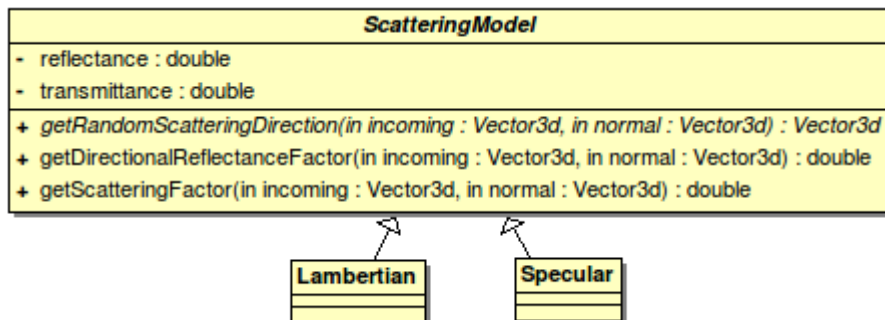 ScatteringModel
- reflectance : double
- transmittance : double
+ getRandomScatteringDirection(in incoming : Vector3d, in normal : Vector3d) : Vector3d
+ getDirectionalReflectanceFactor(in incoming : Vector3d, in normal : Vector3d) : double
+ getScatteringFactor(in incoming : Vector3d, in normal : Vector3d) : double
Lambertian
Specular